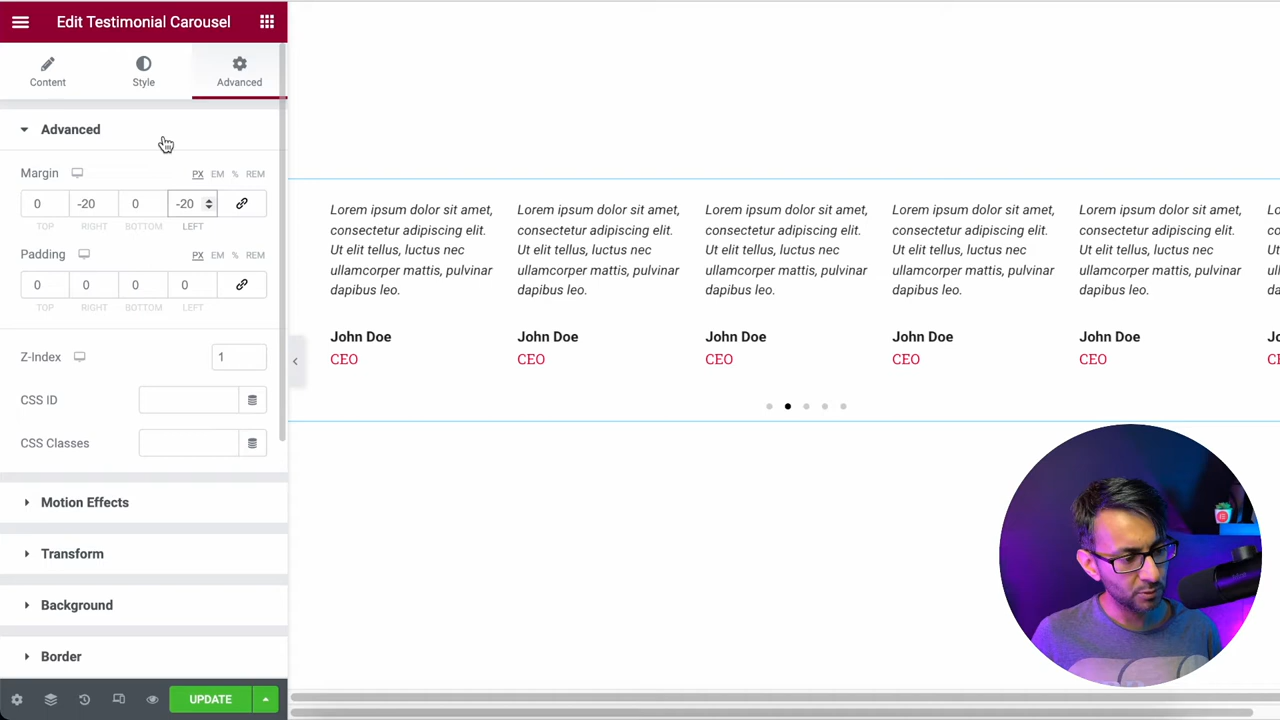 Edit Testimonial Carousel
Content Style Advanced
Advanced
Margin PX EM % REM
0 -20 0 -20
TOP RIGHT BOTTOM LEFT
Padding PX EM % REM
0 0 0 0
TOP RIGHT BOTTOM LEFT
Z-Index 1
CSS ID
CSS Classes
Motion Effects
Transform
Background
Border
UPDATE
Lorem ipsum dolor sit amet,
consectetur adipiscing elit.
Ut elit tellus, luctus nec
ullamcorper mattis, pulvinar
dapibus leo.
John Doe
CEO
Lorem ipsum dolor sit amet,
consectetur adipiscing elit.
Ut elit tellus, luctus nec
ullamcorper mattis, pulvinar
dapibus leo.
John Doe
CEO
Lorem ipsum dolor sit amet,
consectetur adipiscing elit.
Ut elit tellus, luctus nec
ullamcorper mattis, pulvinar
dapibus leo.
John Doe
CEO
Lorem ipsum dolor sit amet,
consectetur adipiscing elit.
Ut elit tellus, luctus nec
ullamcorper mattis, pulvinar
dapibus leo.
John Doe
CEO
Lorem ipsum dolor sit amet,
consectetur adipiscing elit.
Ut elit tellus, luctus nec
ullamcorper mattis, pulvinar
dapibus leo.
John Doe
CEO